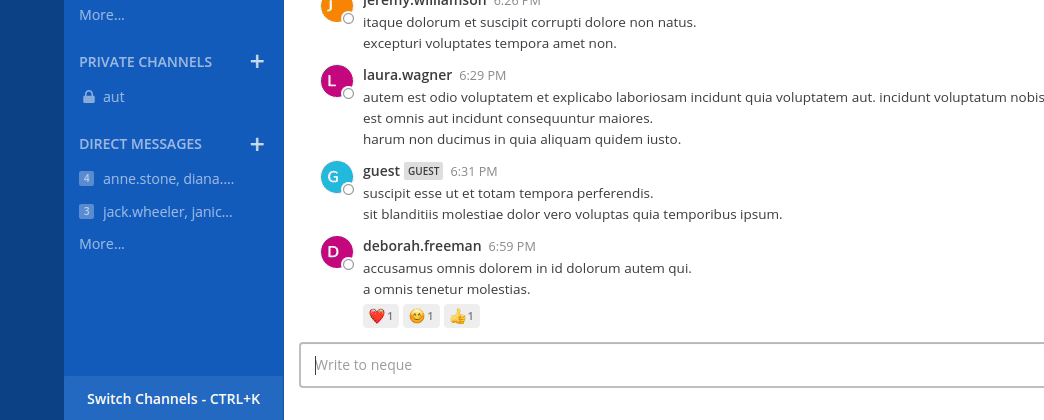 More...
PRIVATE CHANNELS +
aut
DIRECT MESSAGES +
4 anne.stone, diana....
3 jack.wheeler, janic...
More...
Switch Channels - CTRL+K
J jeremy.williamson 6:26 PM
itaque dolorum et suscipit corrupti dolore non natus.
excepturi voluptates tempora amet non.
L laura.wagner 6:29 PM
autem est odio voluptatem et explicabo laboriosam incidunt quia voluptatem aut. incidunt voluptatum nobis
est omnis aut incidunt consequuntur maiores.
harum non ducimus in quia aliquam quidem iusto.
G guest GUEST 6:31 PM
suscipit esse ut et totam tempora perferendis.
sit blanditiis molestiae dolor vero voluptas quia temporibus ipsum.
D deborah.freeman 6:59 PM
accusamus omnis dolorem in id dolorum autem qui.
a omnis tenetur molestias.
❤️ 1 😊 1 👍 1
Write to neque